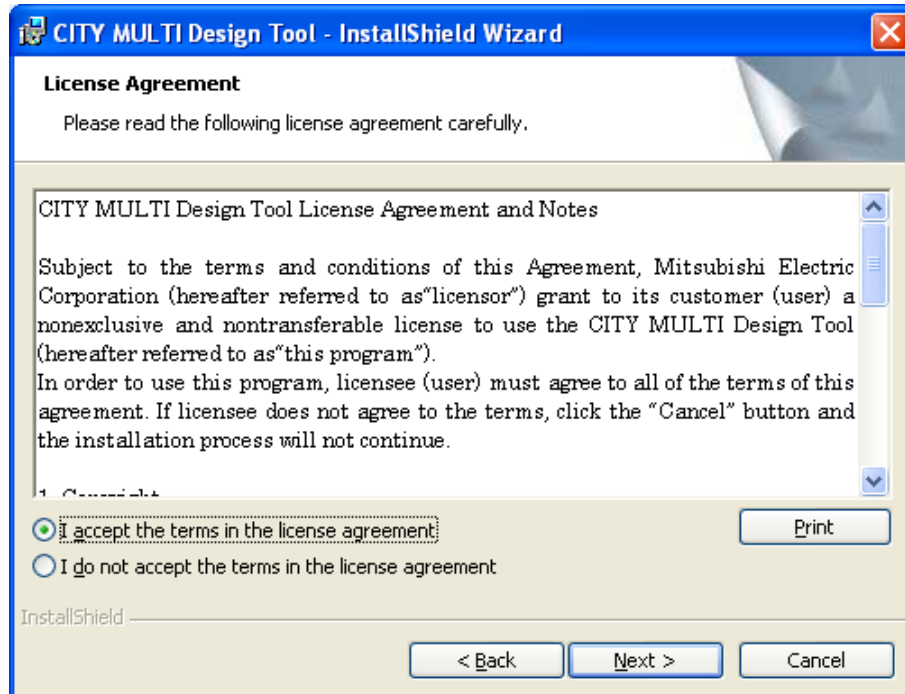 CITY MULTI Design Tool - InstallShield Wizard
License Agreement
Please read the following license agreement carefully.
CITY MULTI Design Tool License Agreement and Notes
Subject to the terms and conditions of this Agreement, Mitsubishi Electric
Corporation (hereafter referred to as“licensor”) grant to its customer (user) a
nonexclusive and nontransferable license to use the CITY MULTI Design Tool
(hereafter referred to as“this program”).
In order to use this program, licensee (user) must agree to all of the terms of this
agreement. If licensee does not agree to the terms, click the “Cancel” button and
the installation process will not continue.
1. Copyright
I accept the terms in the license agreement
Print
I do not accept the terms in the license agreement
InstallShield
< Back
Next >
Cancel